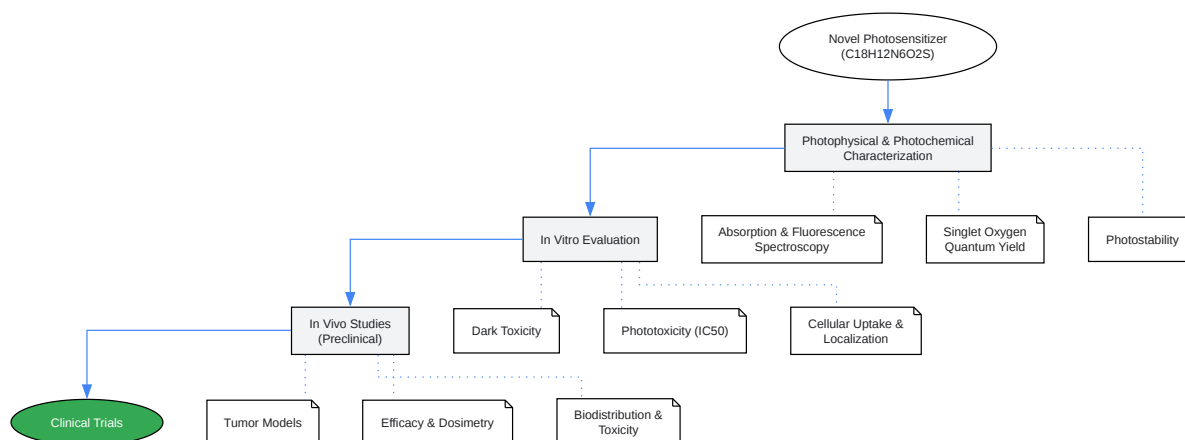 Novel Photosensitizer
(C18H12N6O2S)
Photophysical & Photochemical
Characterization
In Vitro Evaluation
Absorption & Fluorescence
Spectroscopy
Singlet Oxygen
Quantum Yield
Photostability
In Vivo Studies
(Preclinical)
Dark Toxicity
Phototoxicity (IC50)
Cellular Uptake &
Localization
Clinical Trials
Tumor Models
Efficacy & Dosimetry
Biodistribution &
Toxicity